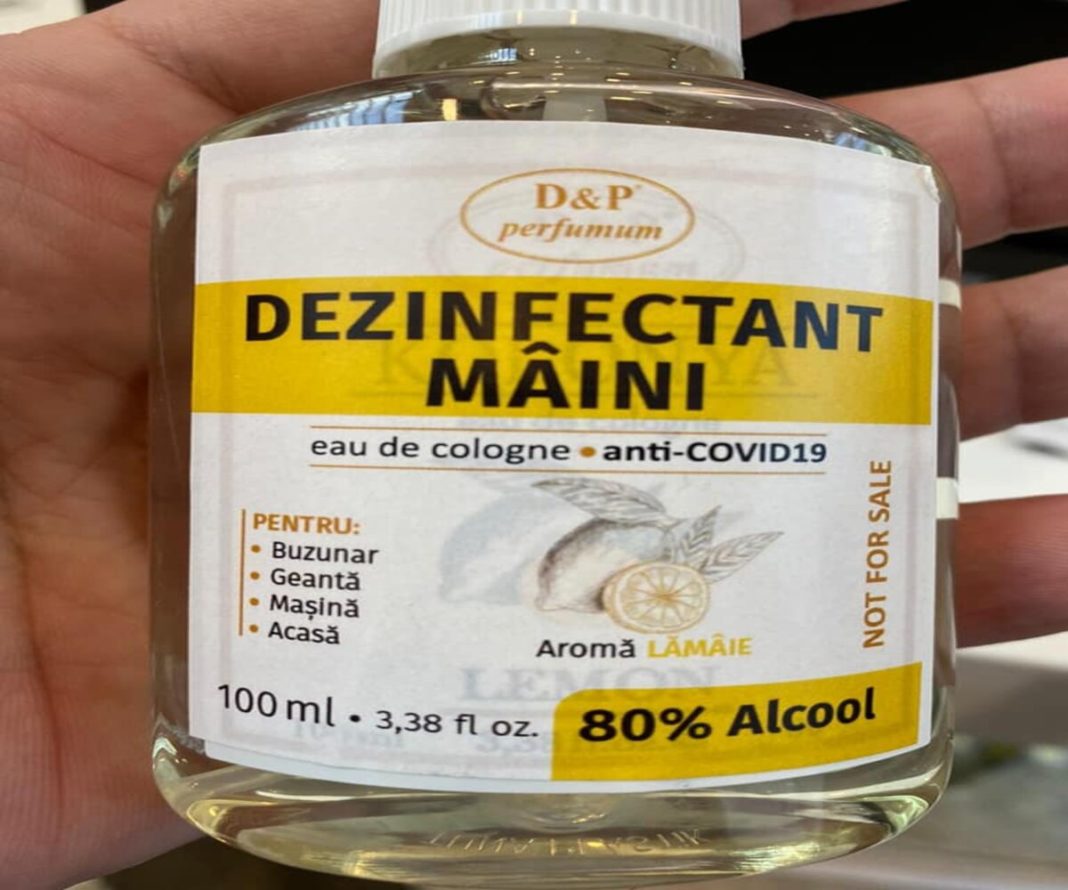 D&P
perfumum
DEZINFECTANT
MÂINI
eau de cologne • anti-COVID19
PENTRU:
• Buzunar
• Geantă
• Mașină
• Acasă
NOT FOR SALE
Aromă LĂMÂIE
LEMON
100 ml • 3,38 fl oz.
80% Alcool